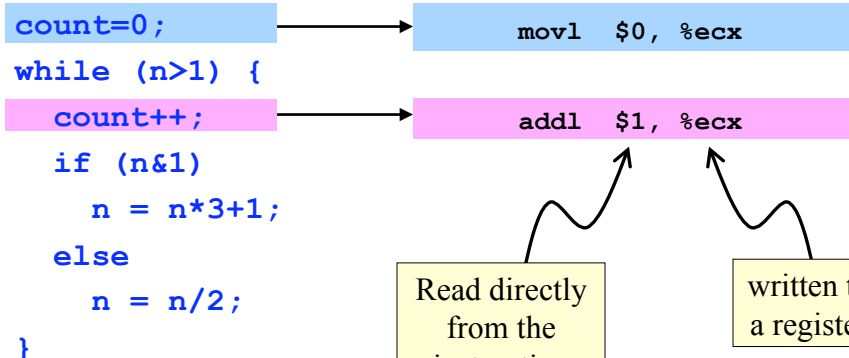 count=0;
movl $0, %ecx
while (n>1) {
count++;
addl $1, %ecx
if (n&1)
n = n*3+1;
else
n = n/2;
}
Read directly
from the
written
a